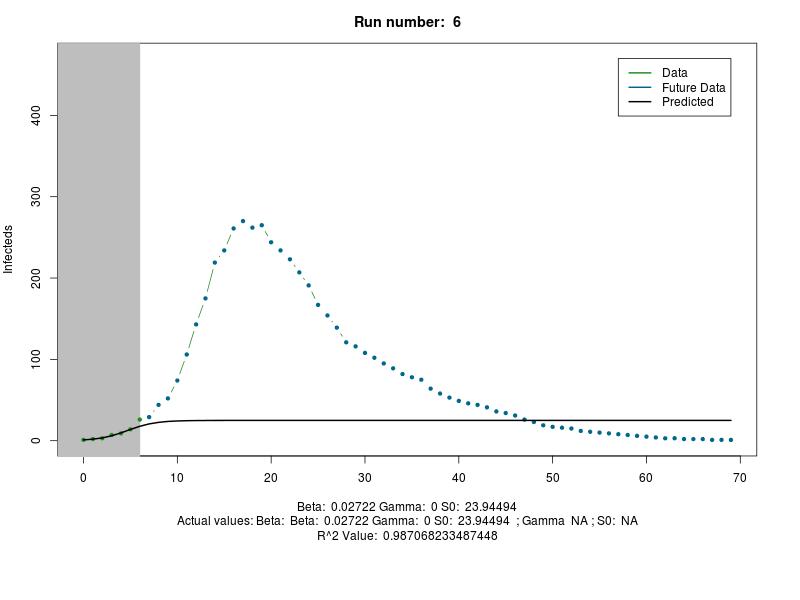 Run number: 6
Data
Future Data
Predicted
Infecteds
400
300
200
100
0
0 10 20 30 40 50 60 70
Beta: 0.02722 Gamma: 0 S0: 23.94494
Actual values: Beta: Beta: 0.02722 Gamma: 0 S0: 23.94494 ; Gamma NA ; S0: NA
R^2 Value: 0.987068233487448